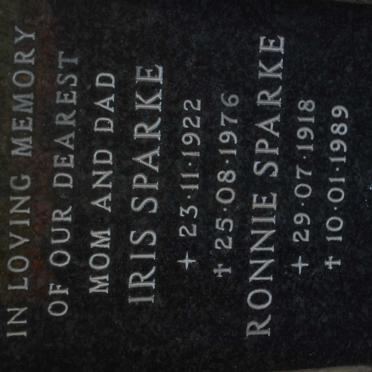 IN LOVING MEMORY
OF OUR DEAREST
MOM AND DAD
IRIS SPARKE
+ 23·11·1922
✝ 25·08·1976
RONNIE SPARKE
+ 29·07·1918
✝ 10·01·1989